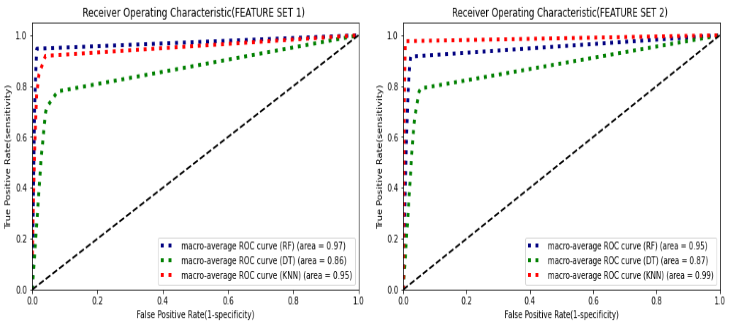 Receiver Operating Characteristic(FEATURE SET 1)
True Positive Rate(sensitivity)
1.0
0.8
0.6
0.4
0.2
0.0
macro-average ROC curve (RF) (area = 0.97)
macro-average ROC curve (DT) (area = 0.86)
macro-average ROC curve (KNN) (area = 0.95)
0.0 0.2 0.4 0.6 0.8 1.0
False Positive Rate(1-specificity)
Receiver Operating Characteristic(FEATURE SET 2)
True Positive Rate(sensitivity)
1.0
0.8
0.6
0.4
0.2
0.0
macro-average ROC curve (RF) (area = 0.95)
macro-average ROC curve (DT) (area = 0.87)
macro-average ROC curve (KNN) (area = 0.99)
0.0 0.2 0.4 0.6 0.8 1.0
False Positive Rate(1-specificity)